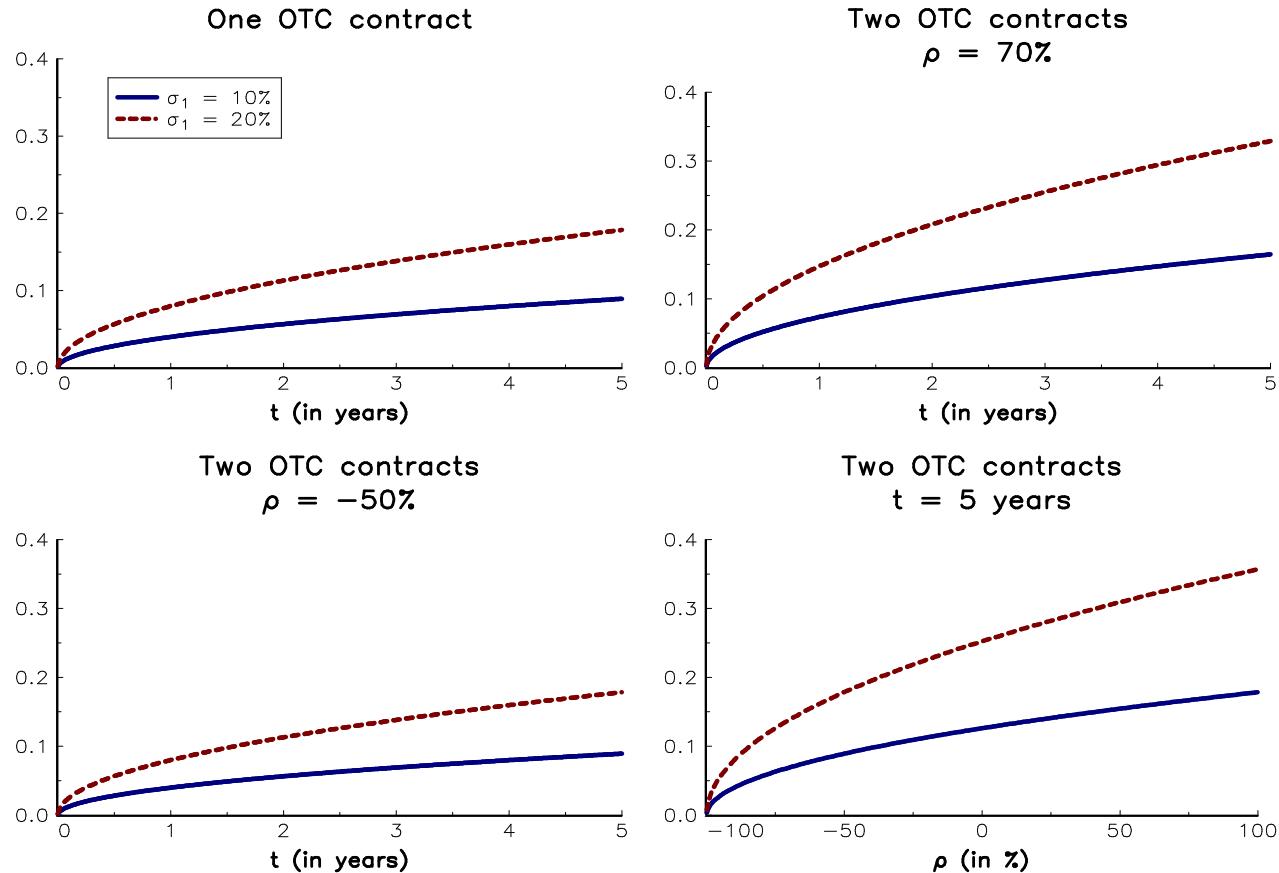 One OTC contract
0.4
0.3
0.2
0.1
0.0
σ1 = 10%
σ1 = 20%
0 1 2 3 4 5
t (in years)
Two OTC contracts
ρ = 70%
0.4
0.3
0.2
0.1
0.0
0 1 2 3 4 5
t (in years)
Two OTC contracts
ρ = −50%
0.4
0.3
0.2
0.1
0.0
0 1 2 3 4 5
t (in years)
Two OTC contracts
t = 5 years
0.4
0.3
0.2
0.1
0.0
−100 −50 0 50 100
ρ (in %)